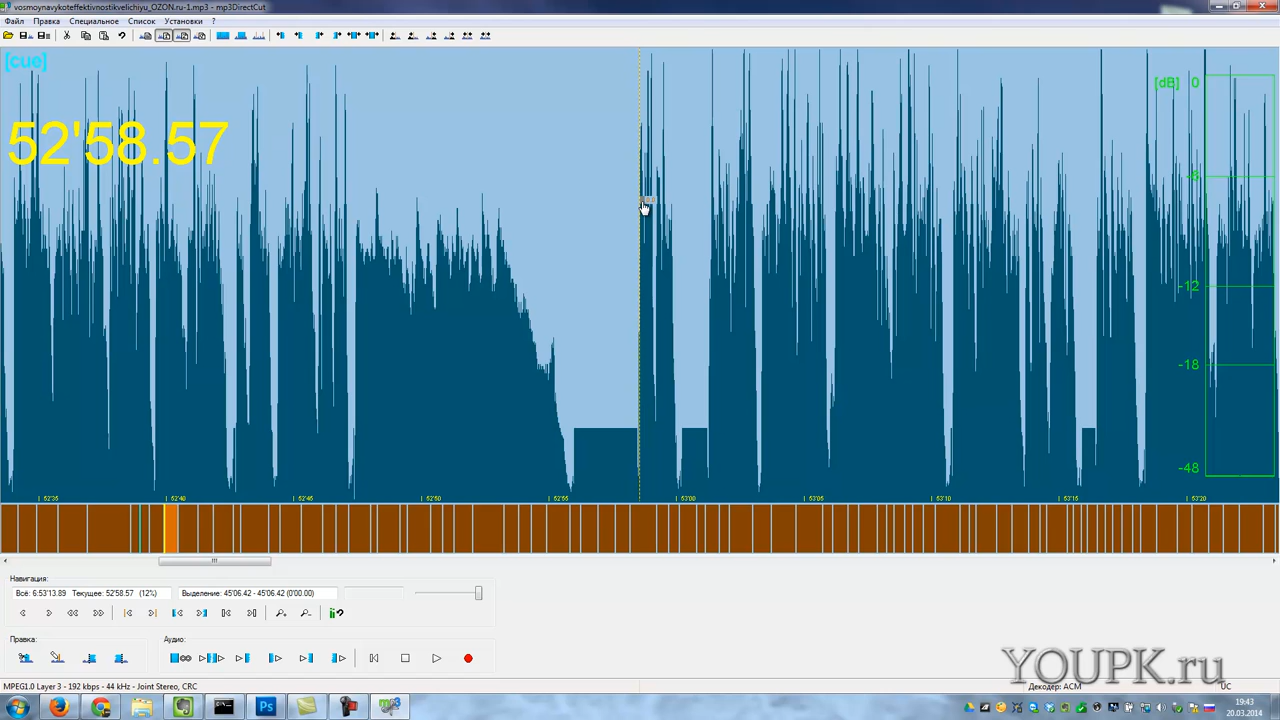 vosmoynavykoteffektivnostikvelichiyu_OZON.ru-1.mp3 - mp3DirectCut
Файл Правка Специальное Список Установки ?
[cue]
[dB] 0
52'58.57
-6
-12
-18
-48
52'35 52'40 52'45 52'50 52'55 53'00 53'05 53'10 53'15 53'20
Навигация:
Всё: 6:53'13.89 Текущее: 52'58.57 (12%) Выделение: 45'06.42 - 45'06.42 (0'00.00)
Правка: Аудио:
YOUPK.ru
MPEG1.0 Layer 3 - 192 kbps - 44 kHz - Joint Stereo, CRC Декодер: ACM UC
19:43
20.03.2014